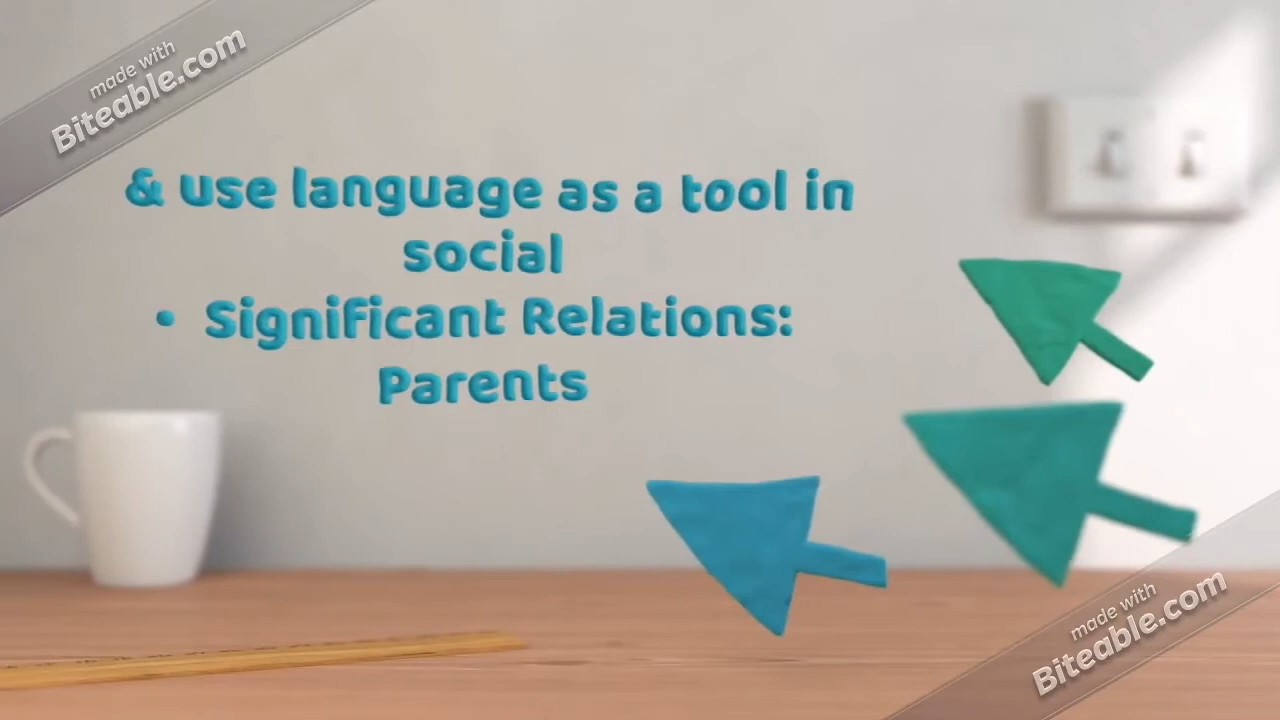 made with
Biteable.com
& use language as a tool in
social
• Significant Relations:
Parents
made with
Biteable.com